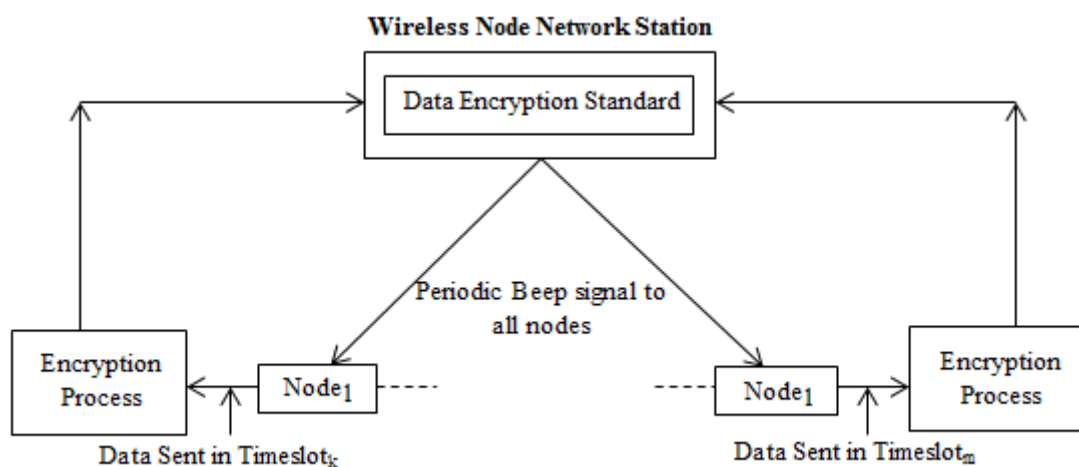 Wireless Node Network Station
Data Encryption Standard
Periodic Beep signal to
all nodes
Encryption
Process
Node1
Node1
Encryption
Process
Data Sent in Timeslotk
Data Sent in Timeslotm